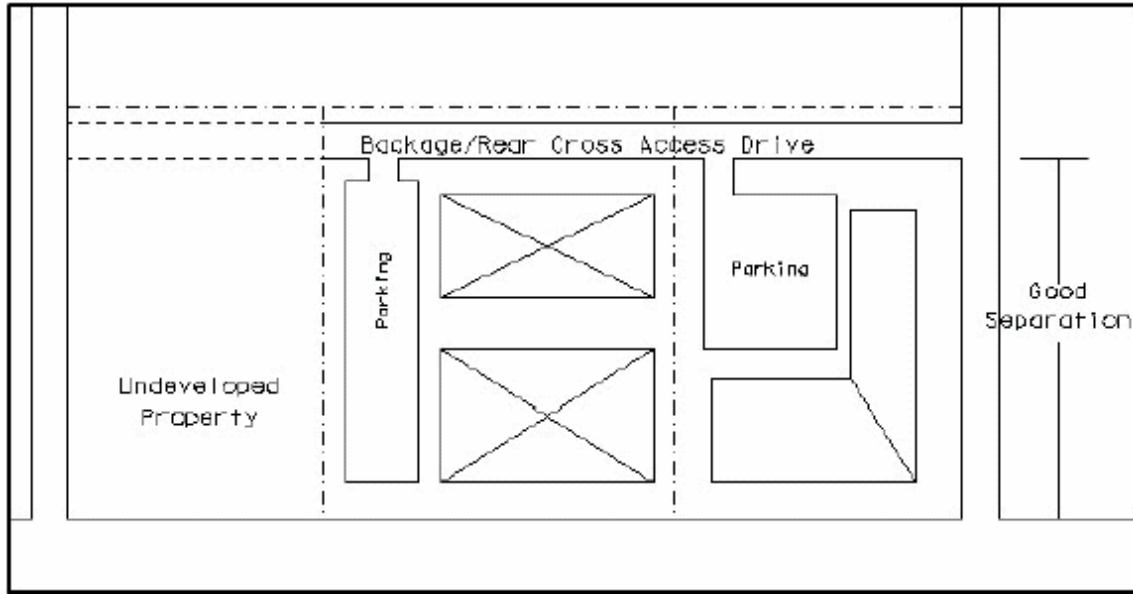 Backage/Rear Cross Access Drive
Parking
Parking
Good
Separation
Undeveloped
Property